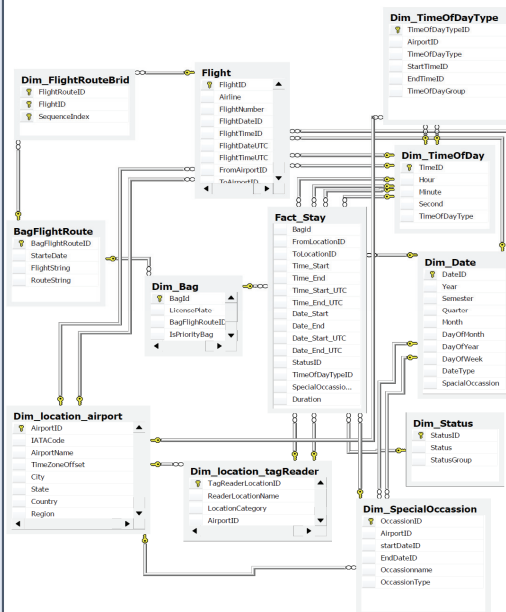 Dim_TimeOfDayType
TimeOfDayTypeID
AirportID
TimeOfDayType
StartTimeID
EndTimeID
TimeOfDayGroup
Flight
FlightID
Airline
FlightNumber
FlightDateID
FlightTimeID
FlightDateUTC
FlightTimeUTC
FromAirportID
ToAirportID
Dim_FlightRouteBrid
FlightRouteID
FlightID
SequenceIndex
Dim_TimeOfDay
TimeID
Hour
Minute
Second
TimeOfDayType
Fact_Stay
Bagid
FromLocationID
ToLocationID
Time_Start
Time_End
Time_Start_UTC
Time_End_UTC
Date_Start
Date_End
Date_Start_UTC
Date_End_UTC
StatusID
TimeOfDayTypeID
SpecialOccassio...
Duration
BagFlightRoute
BagFlightRouteID
StarteDate
FlightString
RouteString
Dim_Bag
BagId
LicensePlate
BagFlighRouteID
IsPriorityBag
Dim_Date
DateID
Year
Semester
Quarter
Month
DayOfMonth
DayOfYear
DayOfWeek
DateType
SpacialOccassion
Dim_location_airport
AirportID
IATACode
AirportName
TimeZoneOffset
City
State
Country
Region
Dim_Status
StatusID
Status
StatusGroup
Dim_location_tagReader
TagReaderLocationID
ReaderLocationName
LocationCategory
AirportID
Dim_SpecialOccassion
OccassionID
AirportID
startDateID
EndDateID
Occassionname
OccassionType